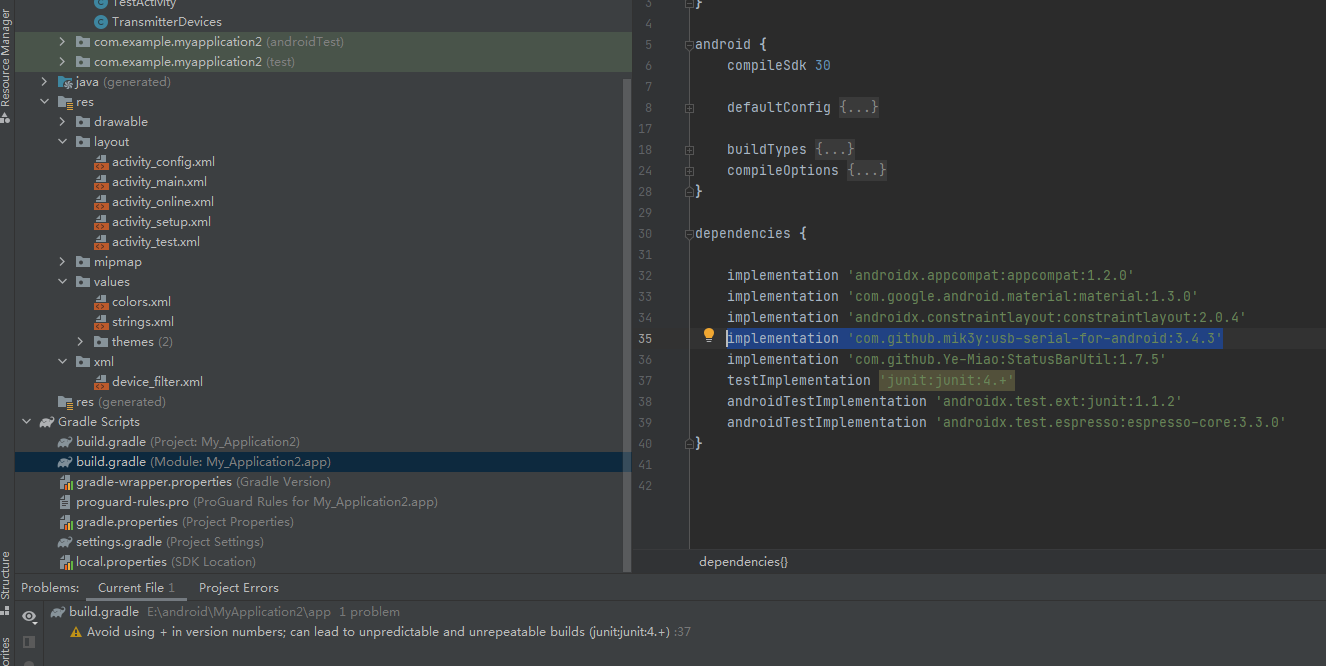 Resource Manager
TestActivity
TransmitterDevices
com.example.myapplication2 (androidTest)
com.example.myapplication2 (test)
java (generated)
res
drawable
layout
activity_config.xml
activity_main.xml
activity_online.xml
activity_setup.xml
activity_test.xml
mipmap
values
colors.xml
strings.xml
themes (2)
xml
device_filter.xml
res (generated)
Gradle Scripts
build.gradle (Project: My_Application2)
build.gradle (Module: My_Application2.app)
gradle-wrapper.properties (Gradle Version)
proguard-rules.pro (ProGuard Rules for My_Application2.app)
gradle.properties (Project Properties)
settings.gradle (Project Settings)
local.properties (SDK Location)
Structure
3 }
4
5 android {
6 compileSdk 30
7
8 defaultConfig {...}
17
18 buildTypes {...}
24 compileOptions {...}
28 }
29
30 dependencies {
31
32 implementation 'androidx.appcompat:appcompat:1.2.0'
33 implementation 'com.google.android.material:material:1.3.0'
34 implementation 'androidx.constraintlayout:constraintlayout:2.0.4'
35 implementation 'com.github.mik3y:usb-serial-for-android:3.4.3'
36 implementation 'com.github.Ye-Miao:StatusBarUtil:1.7.5'
37 testImplementation 'junit:junit:4.+'
38 androidTestImplementation 'androidx.test.ext:junit:1.1.2'
39 androidTestImplementation 'androidx.test.espresso:espresso-core:3.3.0'
40 }
41
42
dependencies{}
Problems: Current File 1 Project Errors
build.gradle E:\android\MyApplication2\app 1 problem
Avoid using + in version numbers; can lead to unpredictable and unrepeatable builds (junit:junit:4.+) :37